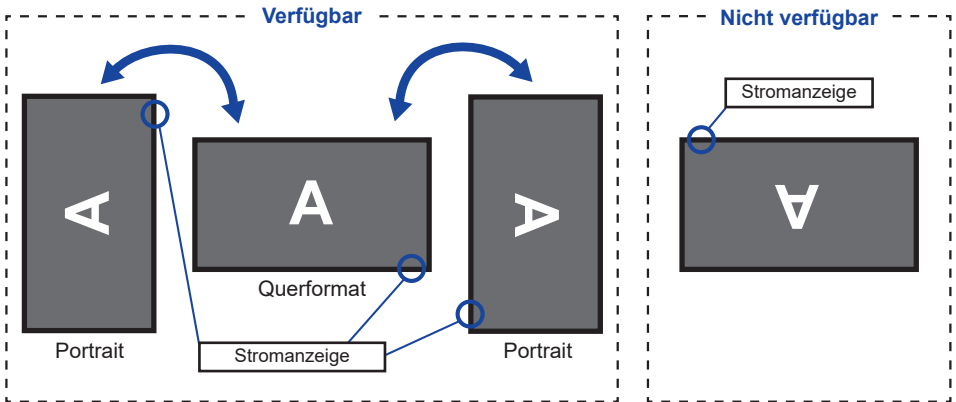 Verfügbar
A
A
A
Querformat
Portrait
Stromanzeige
Portrait
Nicht verfügbar
Stromanzeige
A